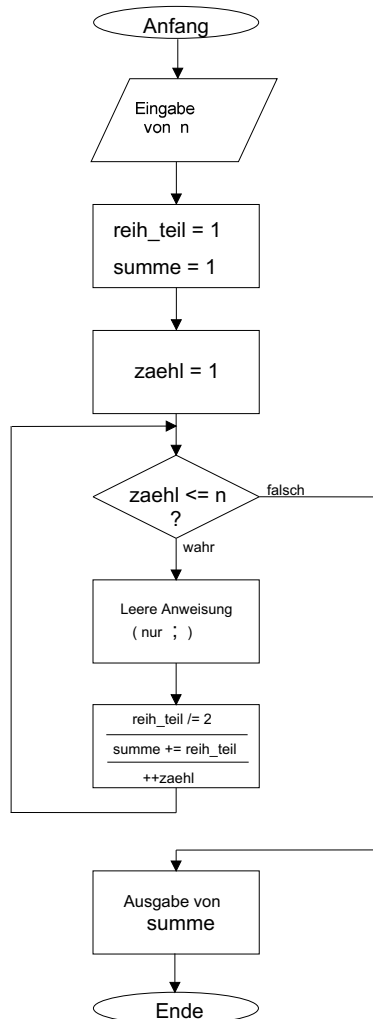 Anfang
Eingabe
von n
reih_teil = 1
summe = 1
zaehl = 1
zaehl <= n
?
falsch
wahr
Leere Anweisung
( nur ; )
reih_teil /= 2
summe += reih_teil
++zaehl
Ausgabe von
summe
Ende